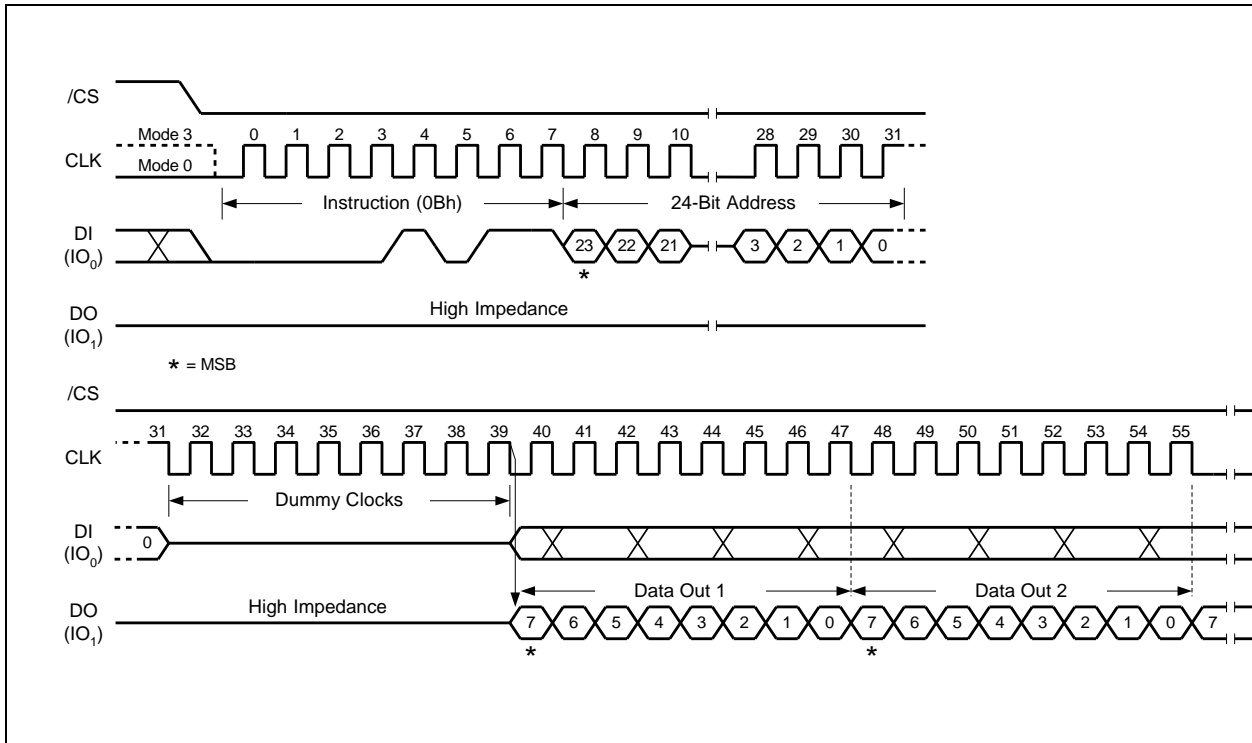 /CS
Mode 3 0 1 2 3 4 5 6 7 8 9 10 28 29 30 31
CLK
Mode 0
Instruction (0Bh) 24-Bit Address
DI
(IO0)
23 22 21 3 2 1 0
*
High Impedance
DO
(IO1)
* = MSB
/CS
31 32 33 34 35 36 37 38 39 40 41 42 43 44 45 46 47 48 49 50 51 52 53 54 55
CLK
Dummy Clocks
DI
(IO0)
0
Data Out 1 Data Out 2
High Impedance
DO
(IO1)
7 6 5 4 3 2 1 0 7 6 5 4 3 2 1 0 7
* *